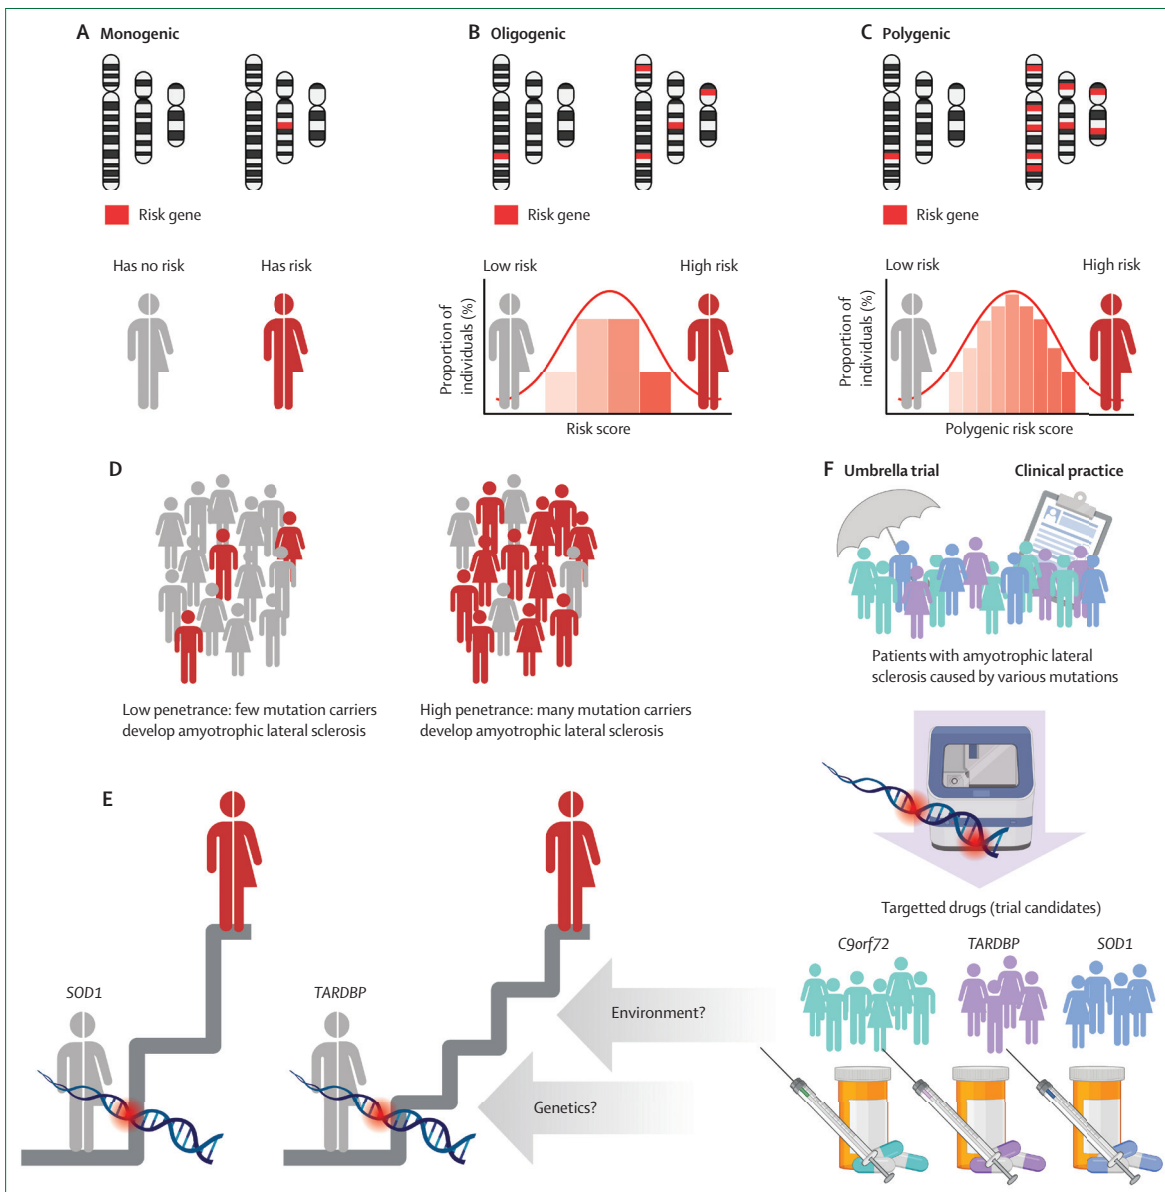 A Monogenic
Risk gene
Has no risk
Has risk
B Oligogenic
Risk gene
Low risk
High risk
Proportion of
individuals (%)
Risk score
C Polygenic
Risk gene
Low risk
High risk
Proportion of
individuals (%)
Polygenic risk score
D
Low penetrance: few mutation carriers
develop amyotrophic lateral sclerosis
High penetrance: many mutation carriers
develop amyotrophic lateral sclerosis
E
SOD1
TARDBP
Environment?
Genetics?
F Umbrella trial
Clinical practice
Patients with amyotrophic lateral
sclerosis caused by various mutations
Targetted drugs (trial candidates)
C9orf72
TARDBP
SOD1